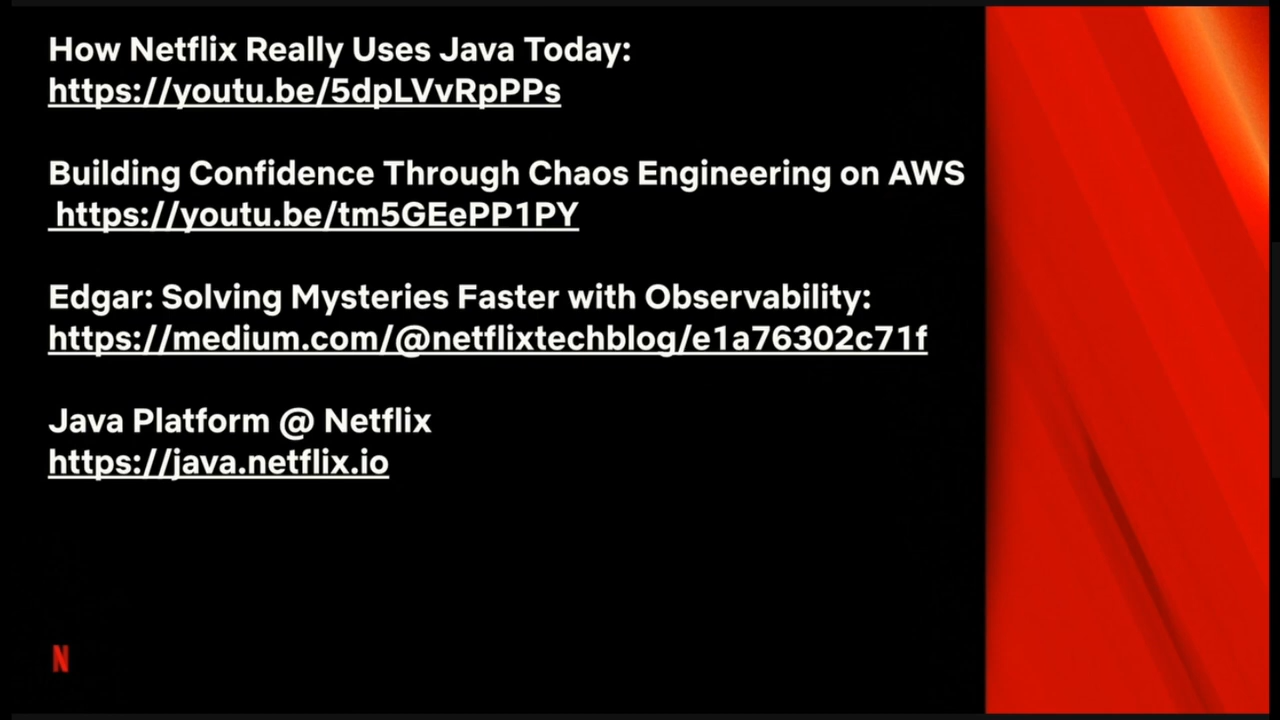 How Netflix Really Uses Java Today:
https://youtu.be/5dpLVvRpPPs
Building Confidence Through Chaos Engineering on AWS
https://youtu.be/tm5GEePP1PY
Edgar: Solving Mysteries Faster with Observability:
https://medium.com/@netflixtechblog/e1a76302c71f
Java Platform @ Netflix
https://java.netflix.io
N